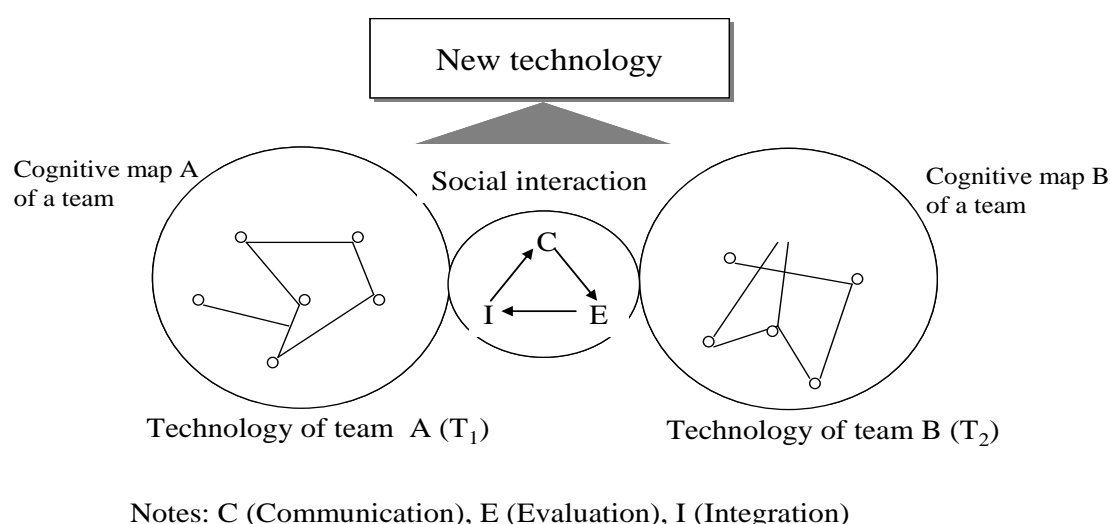 New technology
Cognitive map A
of a team
Social interaction
Cognitive map B
of a team
C
I
E
Technology of team A (T₁)
Technology of team B (T₂)
Notes: C (Communication), E (Evaluation), I (Integration)